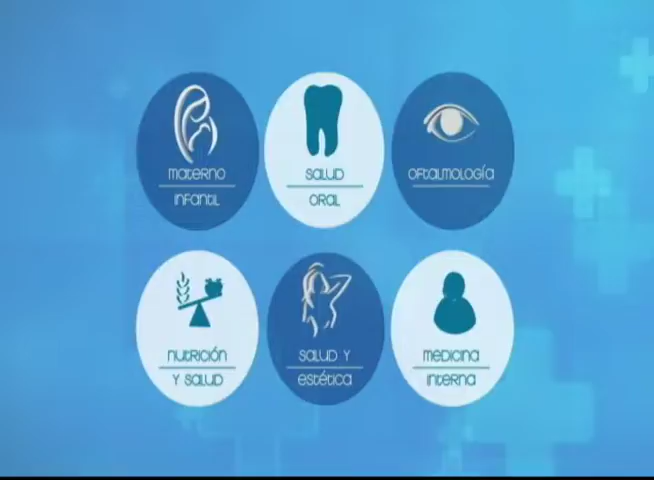 materno
infantil
salud
oral
oftalmología
nutrición
y salud
salud y
estética
medicina
interna